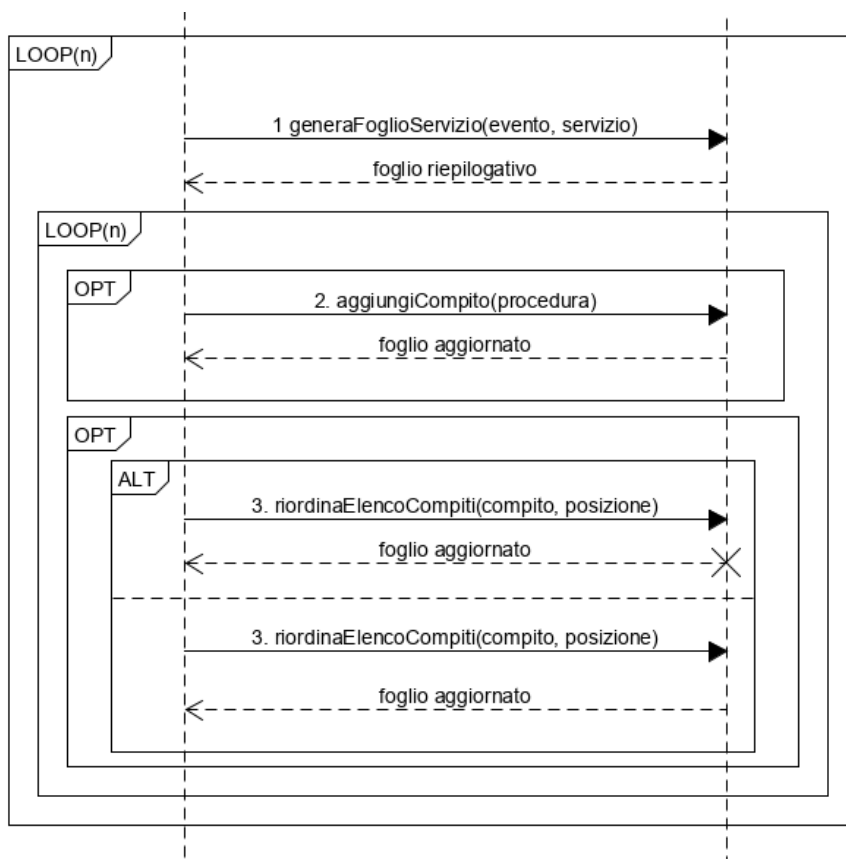 LOOP(n)
1 generaFoglioServizio(evento, servizio)
foglio riepilogativo
LOOP(n)
OPT
2. aggiungiCompito(procedura)
foglio aggiornato
OPT
ALT
3. riordinaElencoCompiti(compito, posizione)
foglio aggiornato
3. riordinaElencoCompiti(compito, posizione)
foglio aggiornato